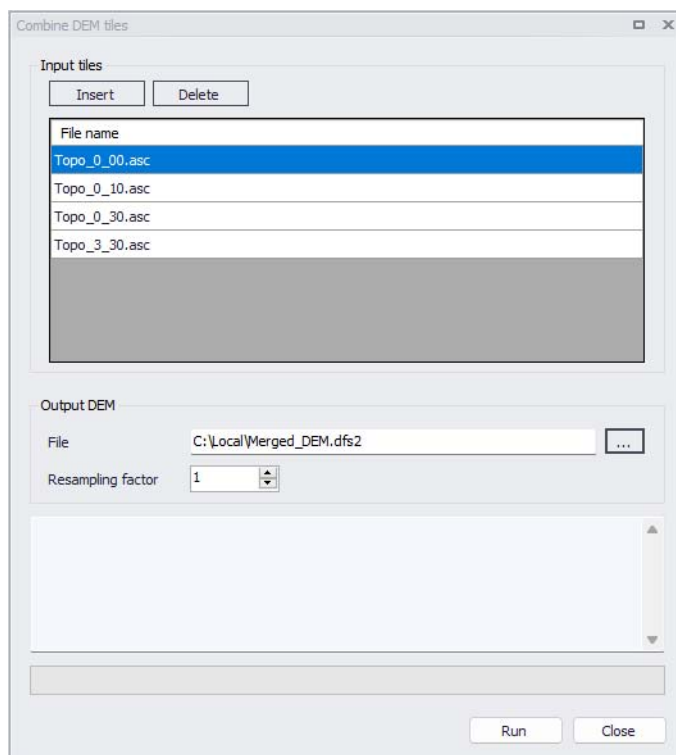 Combine DEM tiles
Input tiles
Insert Delete
File name
Topo_0_00.asc
Topo_0_10.asc
Topo_0_30.asc
Topo_3_30.asc
Output DEM
File C:\Local\Merged_DEM.dfs2 ...
Resampling factor 1
Run Close